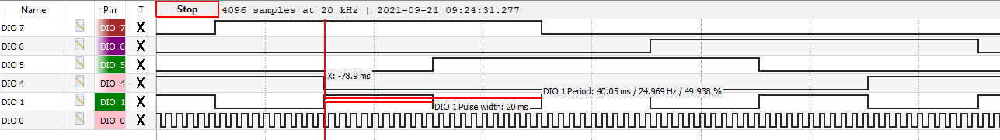 Name Pin T Stop 4096 samples at 20 kHz | 2021-09-21 09:24:31.277
DIO 7 DIO 7 X
DIO 6 DIO 6 X
DIO 5 DIO 5 X
X: -78.9 ms
DIO 4 DIO 4 X
DIO 1 Period: 40.05 ms / 24.969 Hz / 49.938 %
DIO 1 DIO 1 X
DIO 1 Pulse width: 20 ms
DIO 0 DIO 0 X